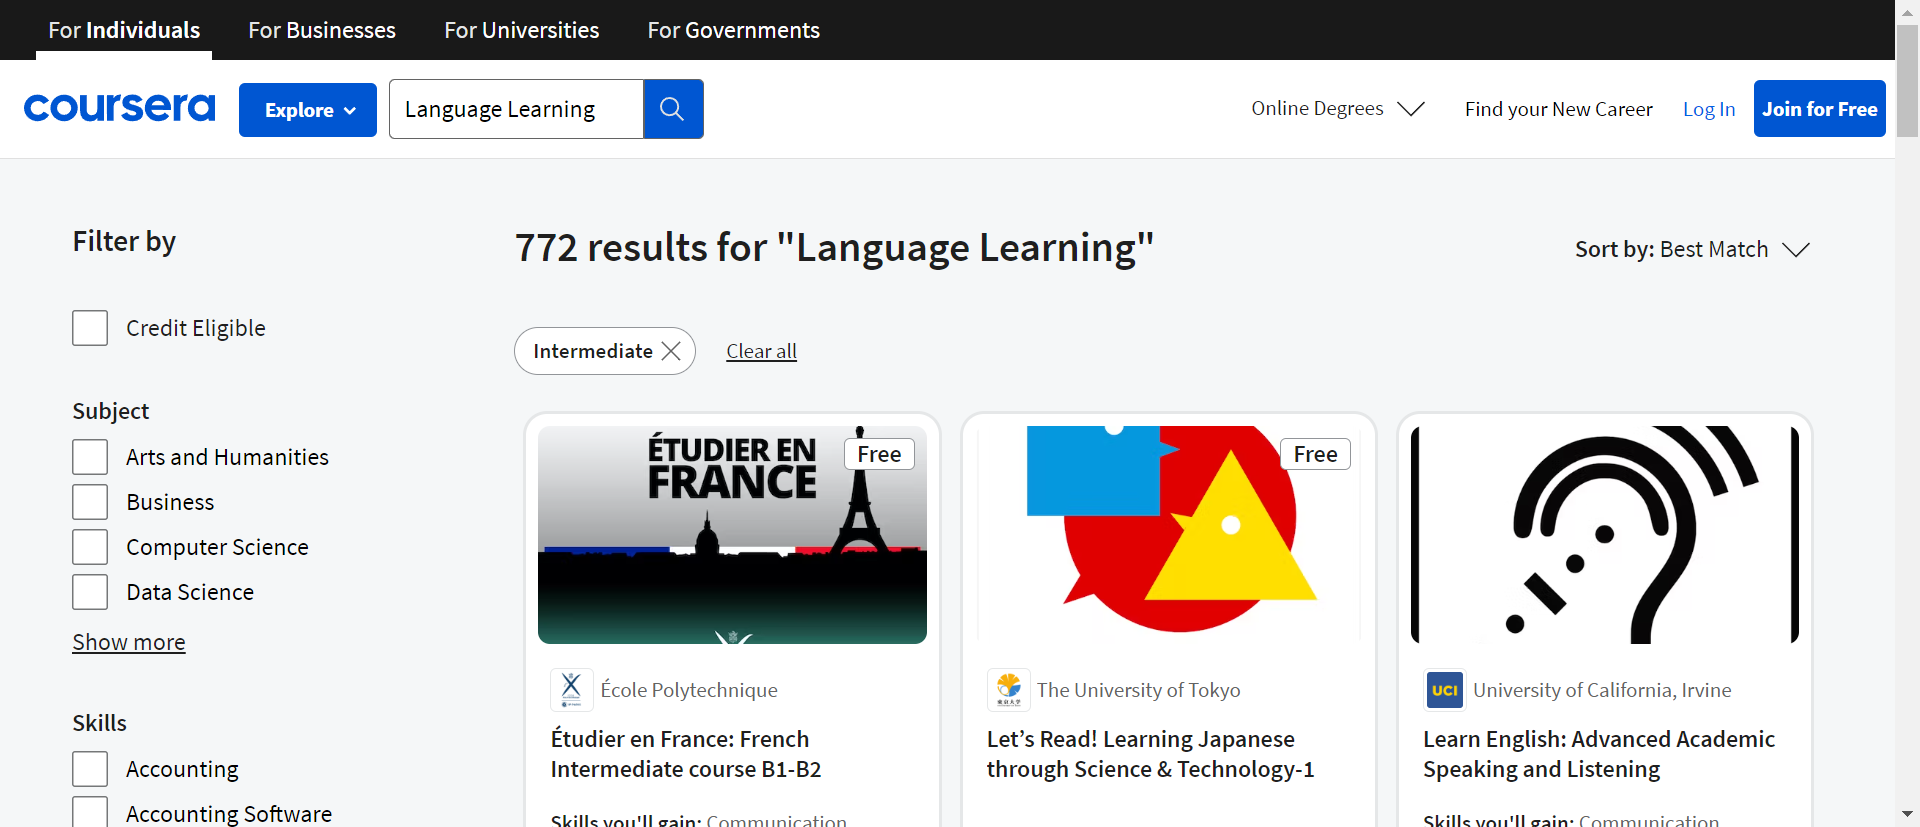 For Individuals For Businesses For Universities For Governments
coursera Explore Language Learning Online Degrees Find your New Career Log In Join for Free
Filter by
772 results for "Language Learning"
Sort by: Best Match
Credit Eligible
Intermediate Clear all
Subject
Arts and Humanities
Business
Computer Science
Data Science
Show more
Skills
Accounting
Accounting Software
ÉTUDIER EN
FRANCE
Free
École Polytechnique
Étudier en France: French
Intermediate course B1-B2
Skills you'll gain: Communication
Free
The University of Tokyo
Let’s Read! Learning Japanese
through Science & Technology-1
UCI
University of California, Irvine
Learn English: Advanced Academic
Speaking and Listening
Skills you'll gain: Communication